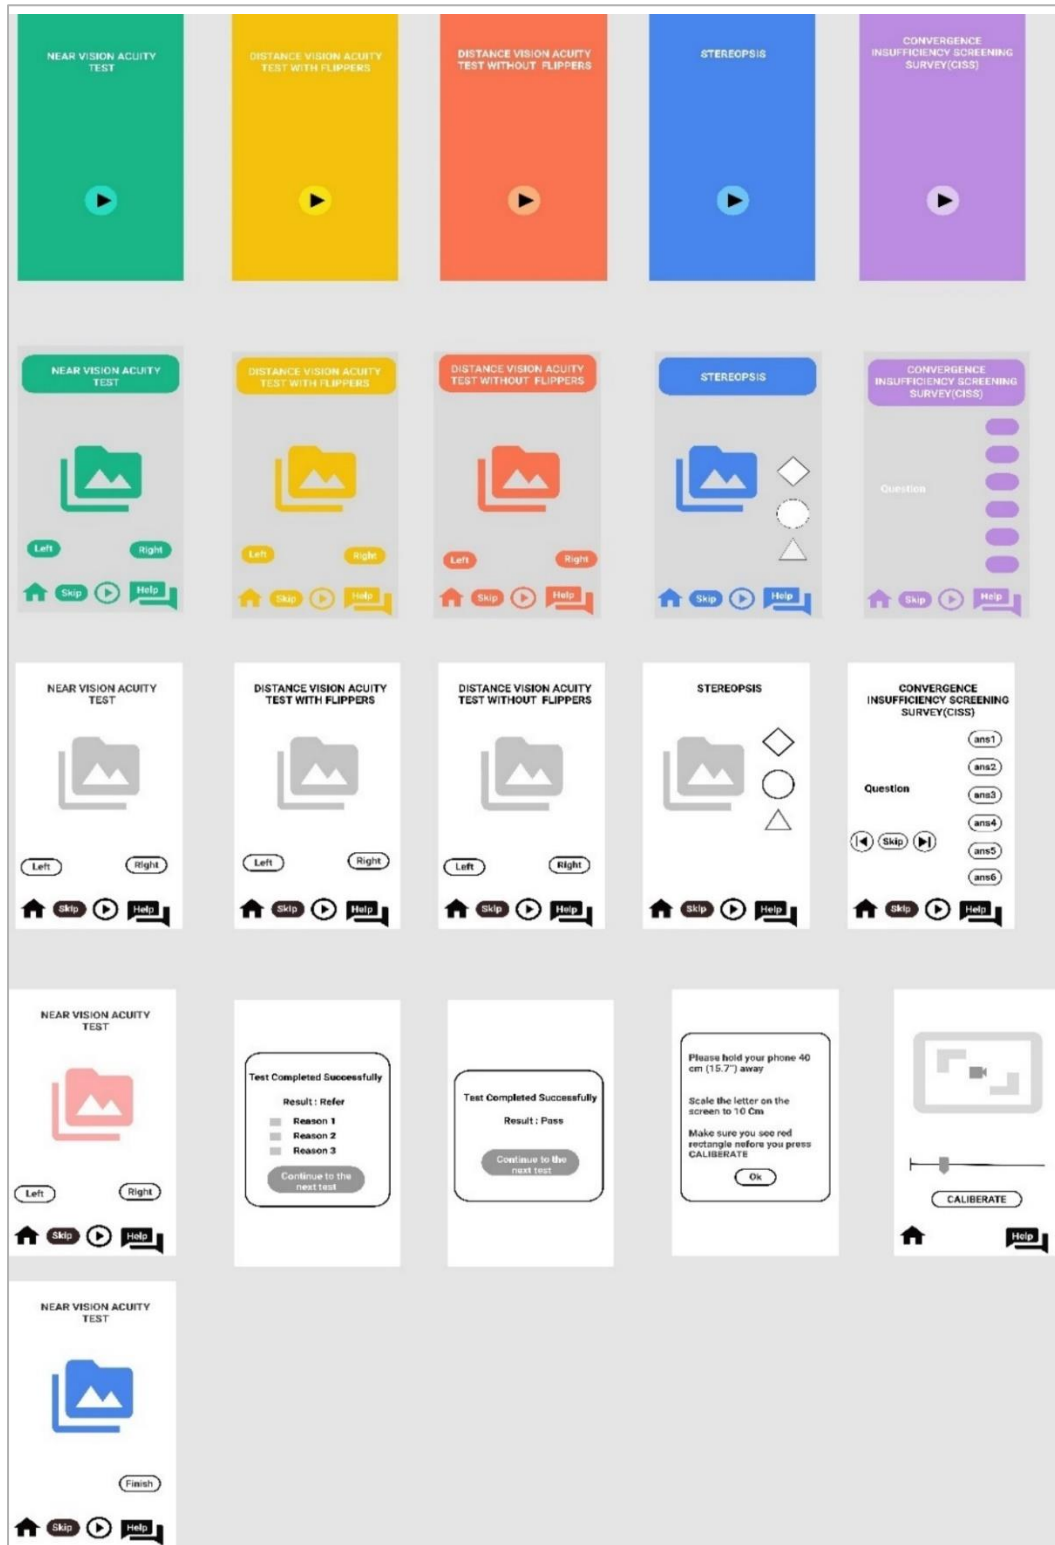 NEAR VISION ACUITY
TEST
DISTANCE VISION ACUITY
TEST WITH FLIPPERS
DISTANCE VISION ACUITY
TEST WITHOUT FLIPPERS
STEREOPSIS
CONVERGENCE
INSUFFICIENCY SCREENING
SURVEY(CISS)
NEAR VISION ACUITY
TEST
Left
Right
Skip
Help
DISTANCE VISION ACUITY
TEST WITH FLIPPERS
Left
Right
Skip
Help
DISTANCE VISION ACUITY
TEST WITHOUT FLIPPERS
Left
Right
Skip
Help
STEREOPSIS
Skip
Help
CONVERGENCE
INSUFFICIENCY SCREENING
SURVEY(CISS)
Question
Skip
Help
NEAR VISION ACUITY
TEST
Left
Right
Skip
Help
DISTANCE VISION ACUITY
TEST WITH FLIPPERS
Left
Right
Skip
Help
DISTANCE VISION ACUITY
TEST WITHOUT FLIPPERS
Left
Right
Skip
Help
STEREOPSIS
Skip
Help
CONVERGENCE
INSUFFICIENCY SCREENING
SURVEY(CISS)
ans1
ans2
Question
ans3
ans4
Skip
ans5
ans6
Skip
Help
NEAR VISION ACUITY
TEST
Left
Right
Skip
Help
Test Completed Successfully
Result : Refer
Reason 1
Reason 2
Reason 3
Continue to the
next test
Test Completed Successfully
Result : Pass
Continue to the
next test
Please hold your phone 40
cm (15.7") away
Scale the letter on the
screen to 10 Cm
Make sure you see red
rectangle nefore you press
CALIBERATE
Ok
CALIBERATE
Help
NEAR VISION ACUITY
TEST
Finish
Skip
Help